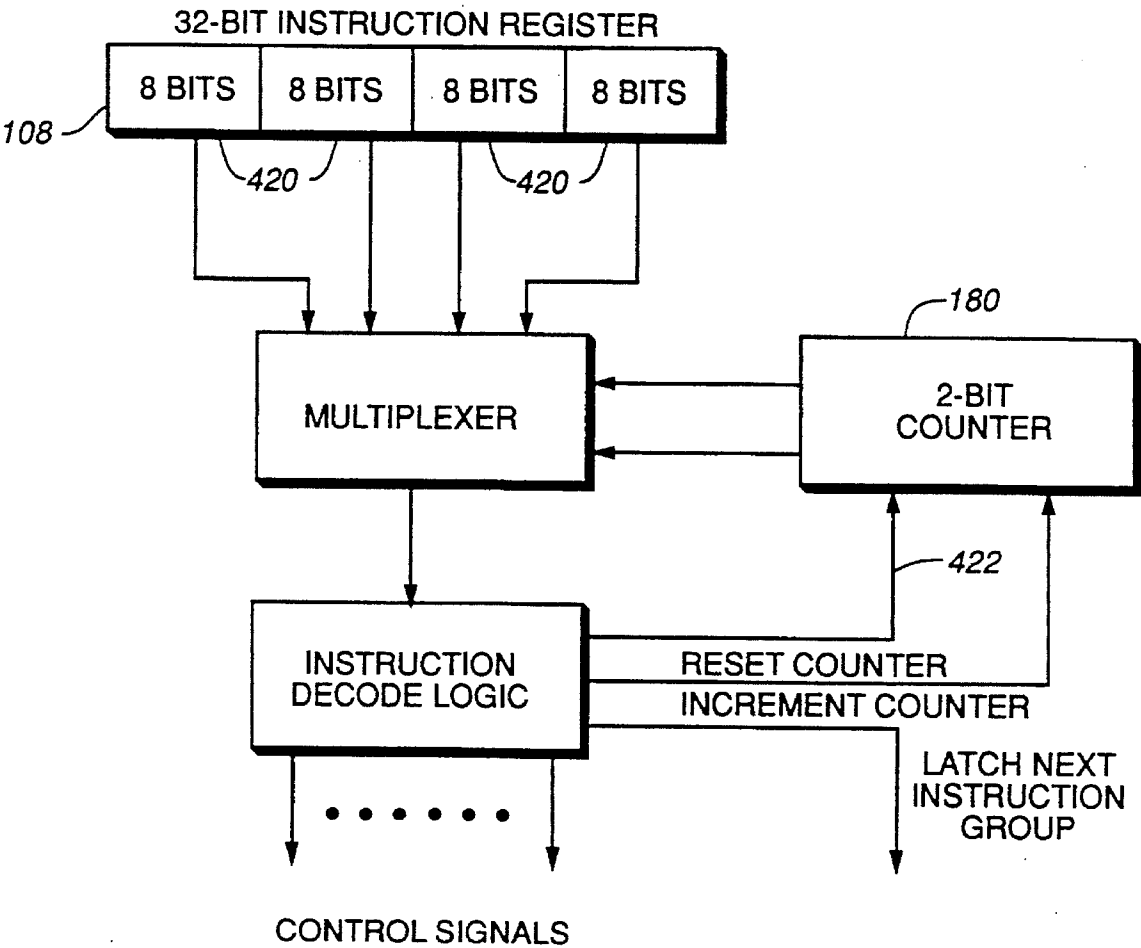 32-BIT INSTRUCTION REGISTER
8 BITS 8 BITS 8 BITS 8 BITS
108
420 420
180
MULTIPLEXER
2-BIT
COUNTER
422
INSTRUCTION
DECODE LOGIC
RESET COUNTER
INCREMENT COUNTER
LATCH NEXT
INSTRUCTION
GROUP
CONTROL SIGNALS